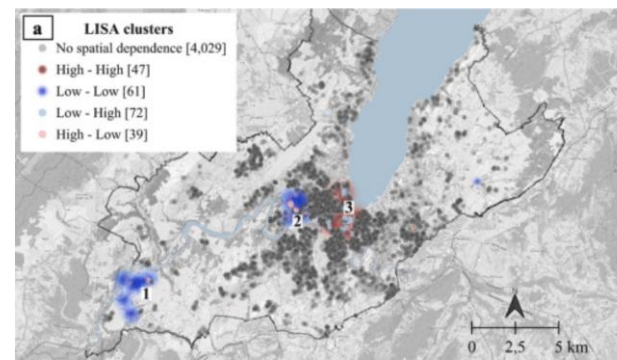 a
LISA clusters
No spatial dependence [4,029]
High - High [47]
Low - Low [61]
Low - High [72]
High - Low [39]
3
2
1
0 2,5 5 km